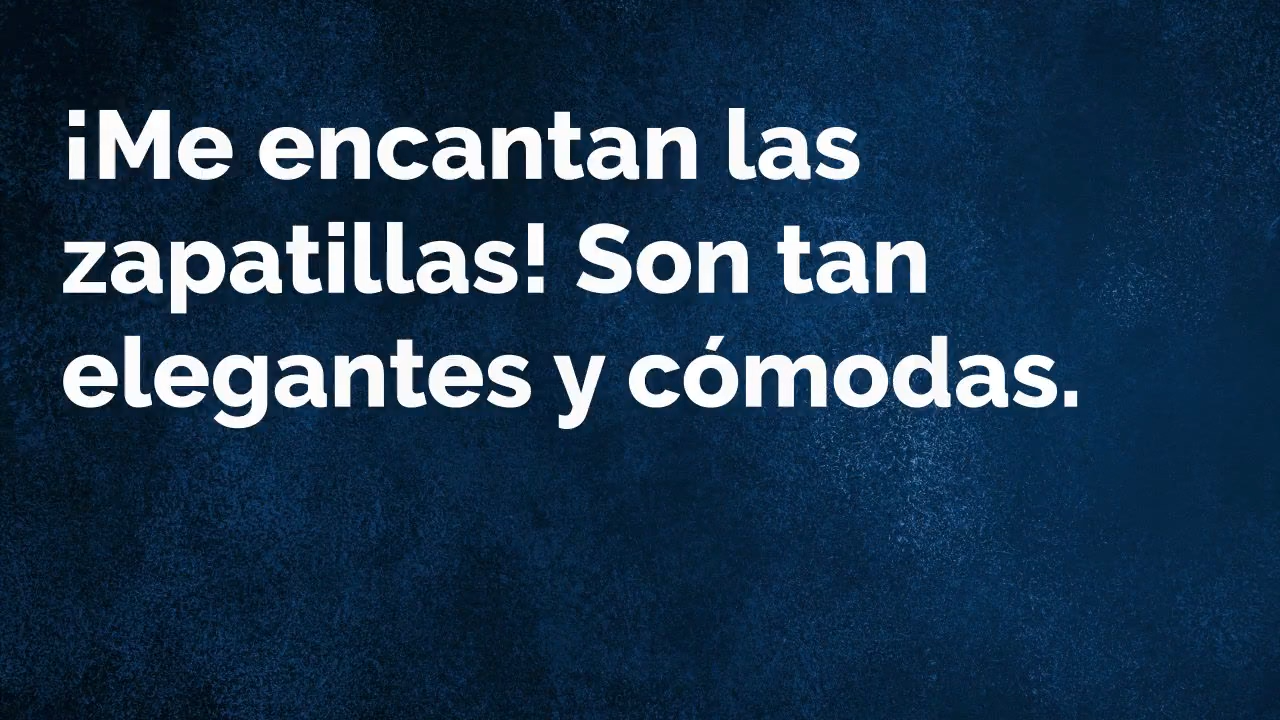 ¡Me encantan las
zapatillas! Son tan
elegantes y cómodas.